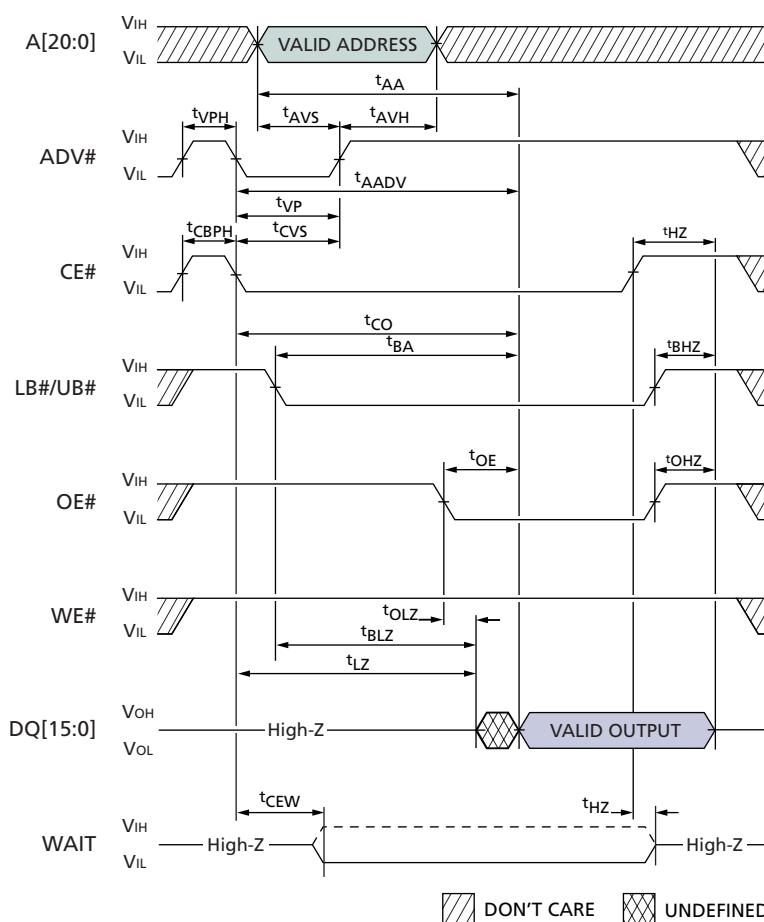 A[20:0]
VIH
VIL
VALID ADDRESS
tAA
tVPH
tAVS
tAVH
ADV#
VIH
VIL
tAADV
tVP
tCBPH
tCVS
tHZ
CE#
VIH
VIL
tCO
tBA
tBHZ
LB#/UB#
VIH
VIL
tOE
tOHZ
OE#
VIH
VIL
WE#
VIH
VIL
tOLZ
tBLZ
tLZ
DQ[15:0]
VOH
VOL
High-Z
VALID OUTPUT
tCEW
tHZ
WAIT
VIH
VIL
High-Z
High-Z
DON'T CARE
UNDEFINED